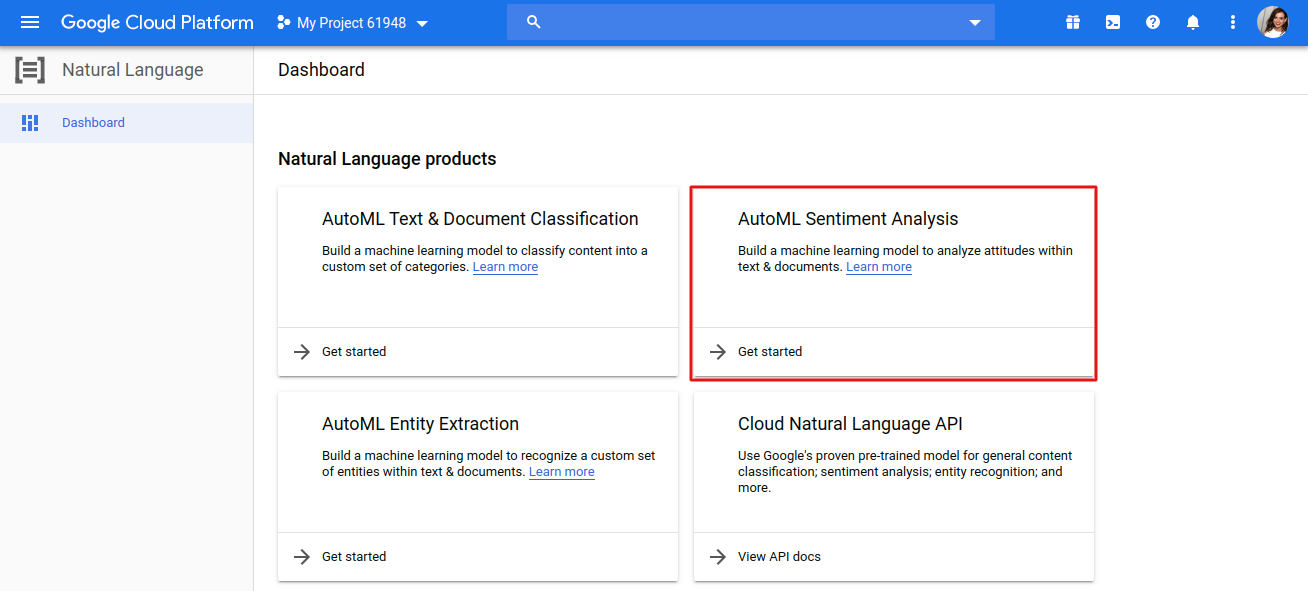 Google Cloud Platform
My Project 61948
Natural Language
Dashboard
Dashboard
Natural Language products
AutoML Text & Document Classification
Build a machine learning model to classify content into a
custom set of categories. Learn more
Get started
AutoML Sentiment Analysis
Build a machine learning model to analyze attitudes within
text & documents. Learn more
Get started
AutoML Entity Extraction
Build a machine learning model to recognize a custom set
of entities within text & documents. Learn more
Get started
Cloud Natural Language API
Use Google's proven pre-trained model for general content
classification; sentiment analysis; entity recognition; and
more.
View API docs